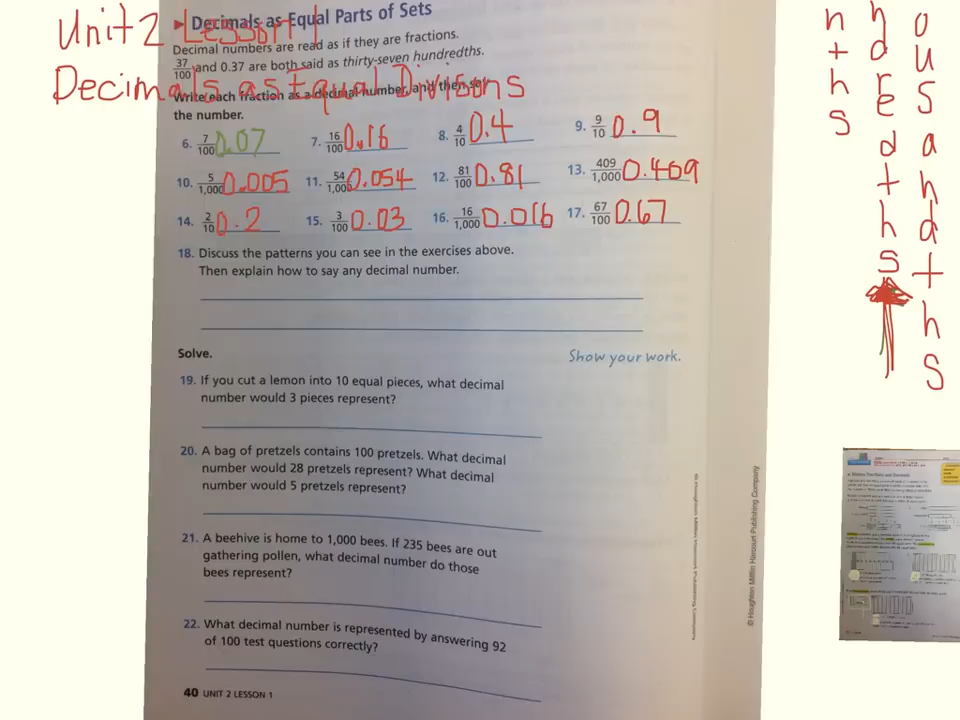 Unit 2 Lesson 1
Decimals as Equal Divisions
▶ Decimals as Equal Parts of Sets
Decimal numbers are read as if they are fractions.
37/100 and 0.37 are both said as thirty-seven hundredths.
Write each fraction as a decimal number, and then say
the number.
6. 7/100 0.07 7. 16/100 0.16 8. 4/10 0.4 9. 9/10 0.9
10. 5/1,000 0.005 11. 54/1,000 0.054 12. 81/100 0.81 13. 409/1,000 0.409
14. 2/10 0.2 15. 3/100 0.03 16. 16/1,000 0.016 17. 67/100 0.67
18. Discuss the patterns you can see in the exercises above.
Then explain how to say any decimal number.
Solve.
Show your work.
19. If you cut a lemon into 10 equal pieces, what decimal
number would 3 pieces represent?
20. A bag of pretzels contains 100 pretzels. What decimal
number would 28 pretzels represent? What decimal
number would 5 pretzels represent?
21. A beehive is home to 1,000 bees. If 235 bees are out
gathering pollen, what decimal number do those
bees represent?
22. What decimal number is represented by answering 92
of 100 test questions correctly?
40 UNIT 2 LESSON 1
© Houghton Mifflin Harcourt Publishing Company
nths
ndredths
ousandths